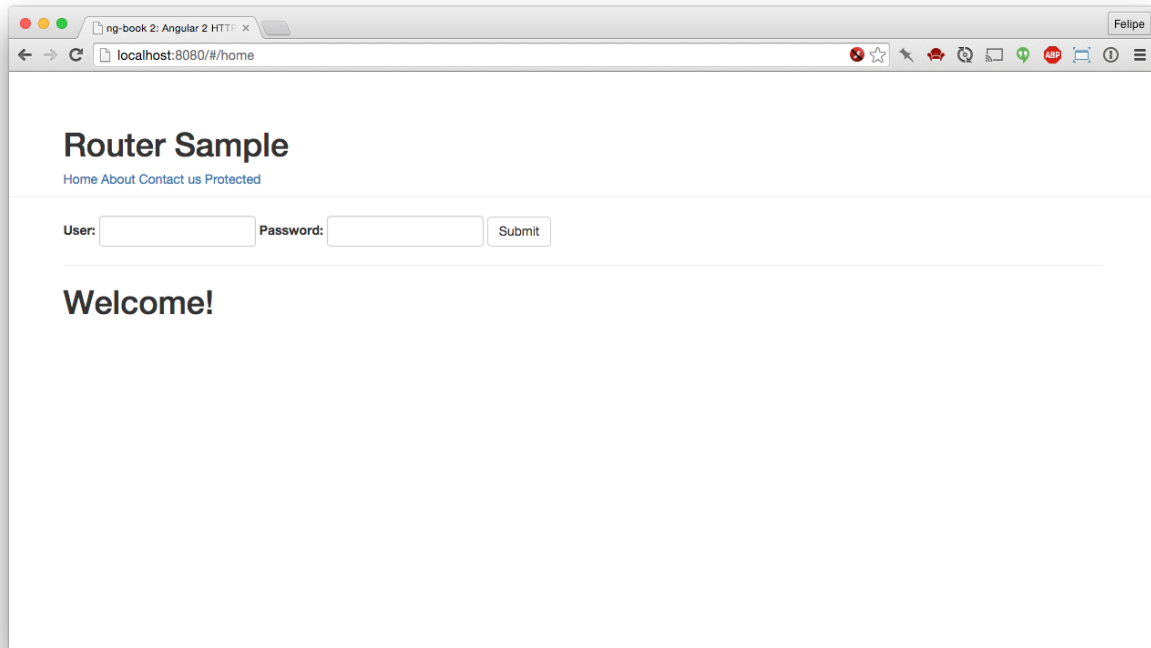 ng-book 2: Angular 2 HTTP
Felipe
localhost:8080/#/home
ABP
Router Sample
Home About Contact us Protected
User: Password: Submit
Welcome!